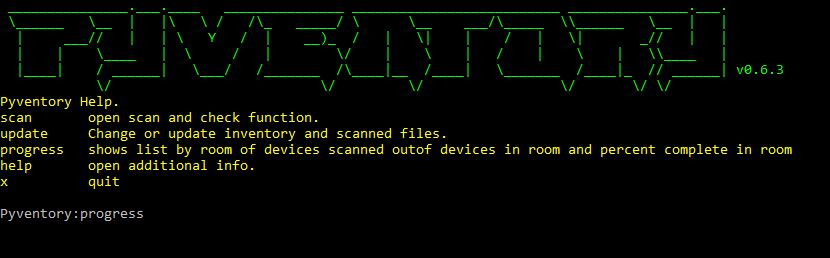 PYVENTORY v0.6.3
Pyventory Help.
scan open scan and check function.
update Change or update inventory and scanned files.
progress shows list by room of devices scanned outof devices in room and percent complete in room
help open additional info.
x quit
Pyventory:progress